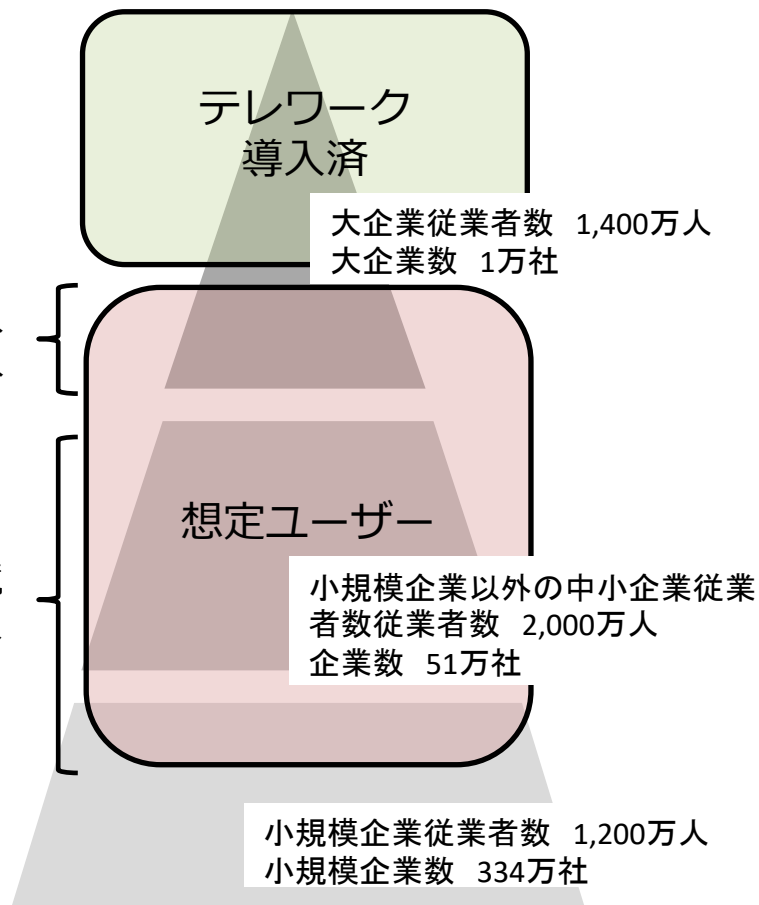 テレワーク
導入済
大企業従業者数 1,400万人
大企業数 1万社
想定ユーザー
小規模企業以外の中小企業従業
者数従業者数 2,000万人
企業数 51万社
小規模企業従業者数 1,200万人
小規模企業数 334万社